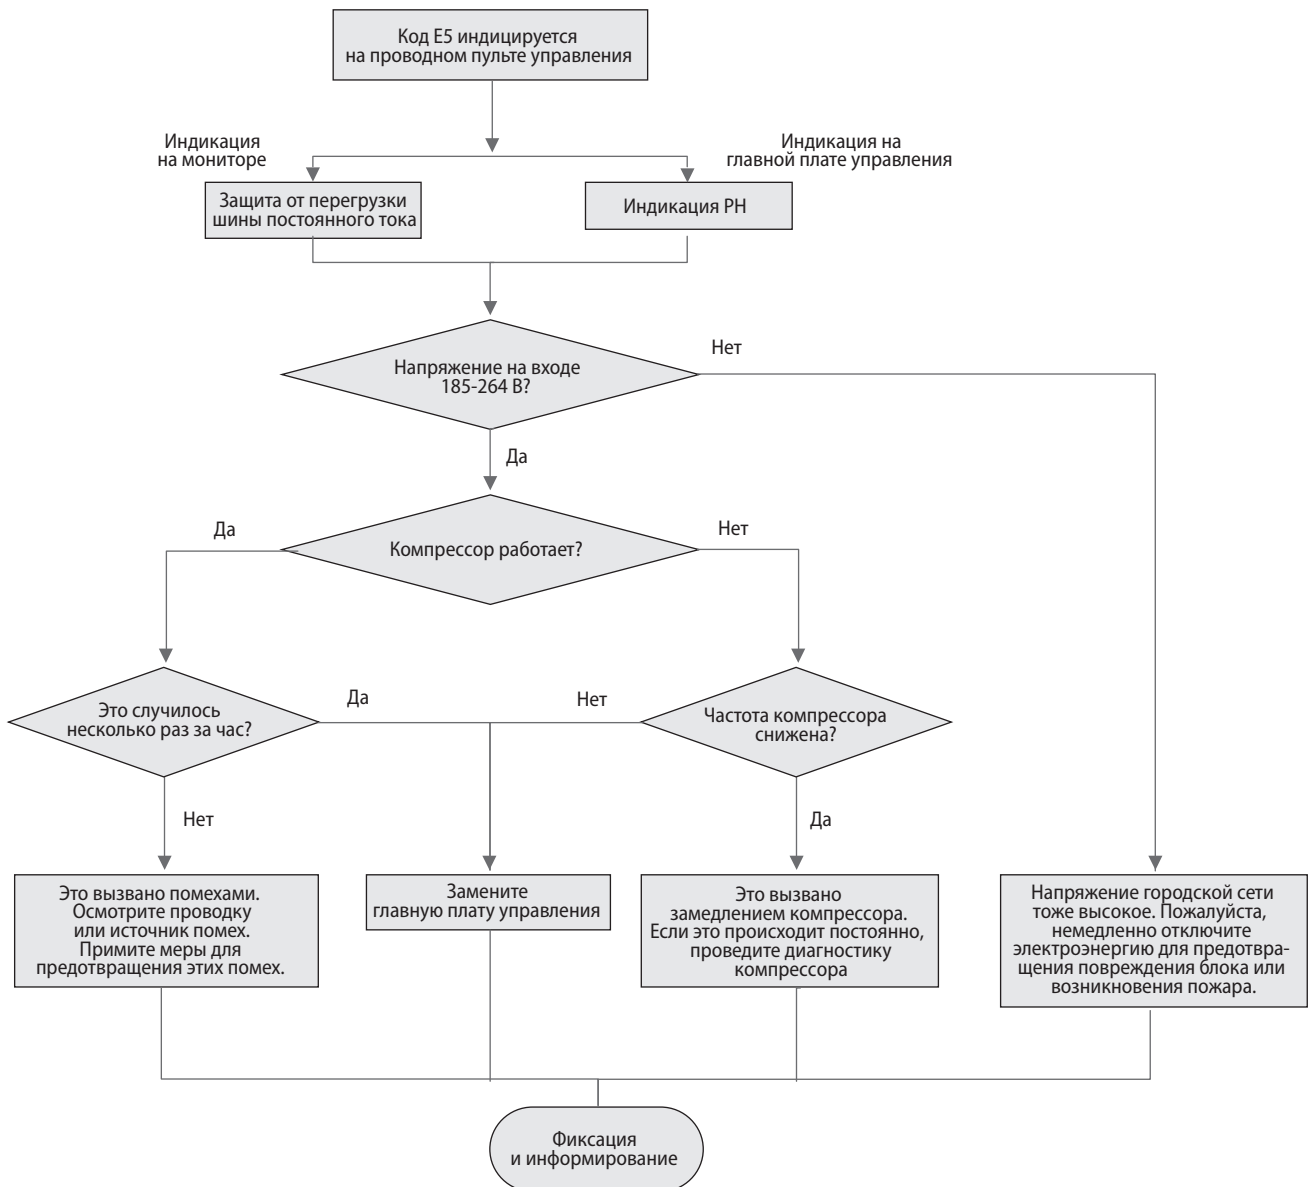 Код E5 индицируется
на проводном пульте управления
Индикация
на мониторе
Индикация на
главной плате управления
Защита от перегрузки
шины постоянного тока
Индикация PH
Напряжение на входе
185-264 В?
Нет
Да
Да
Нет
Компрессор работает?
Это случилось
несколько раз за час?
Да
Нет
Частота компрессора
снижена?
Нет
Да
Это вызвано помехами.
Осмотрите проводку
или источник помех.
Примите меры для
предотвращения этих помех.
Замените
главную плату управления
Это вызвано
замедлением компрессора.
Если это происходит постоянно,
проведите диагностику
компрессора
Напряжение городской сети
тоже высокое. Пожалуйста,
немедленно отключите
электроэнергию для предотвра-
щения повреждения блока или
возникновения пожара.
Фиксация
и информирование